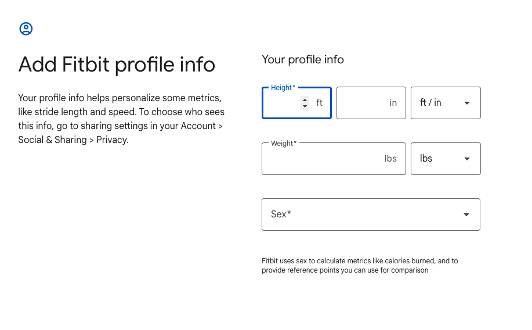 Add Fitbit profile info
Your profile info helps personalize some metrics,
like stride length and speed. To choose who sees
this info, go to sharing settings in your Account >
Social & Sharing > Privacy.
Your profile info
Height*
ft
in
ft / in
Weight*
lbs
lbs
Sex*
Fitbit uses sex to calculate metrics like calories burned, and to
provide reference points you can use for comparison